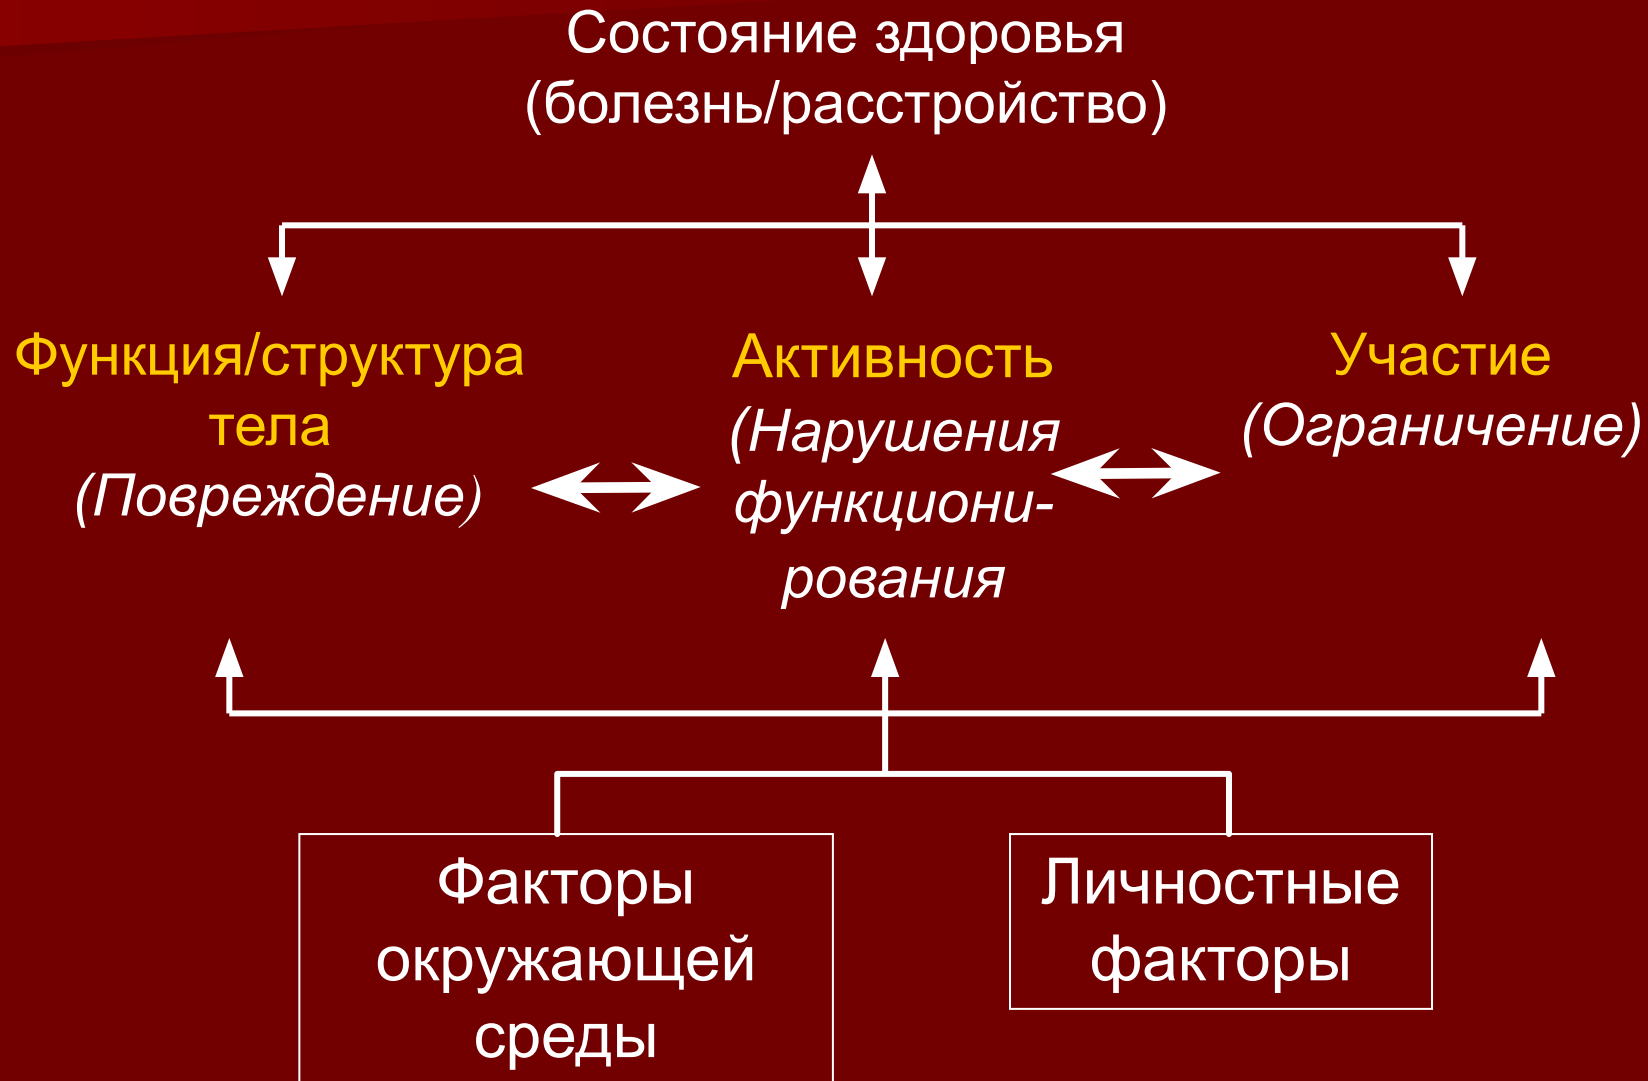 Состояние здоровья
(болезнь/расстройство)
Функция/структура
тела
(Повреждение)
Активность
(Нарушения
функциони-
рования
Участие
(Ограничение)
Факторы
окружающей
среды
Личностные
факторы